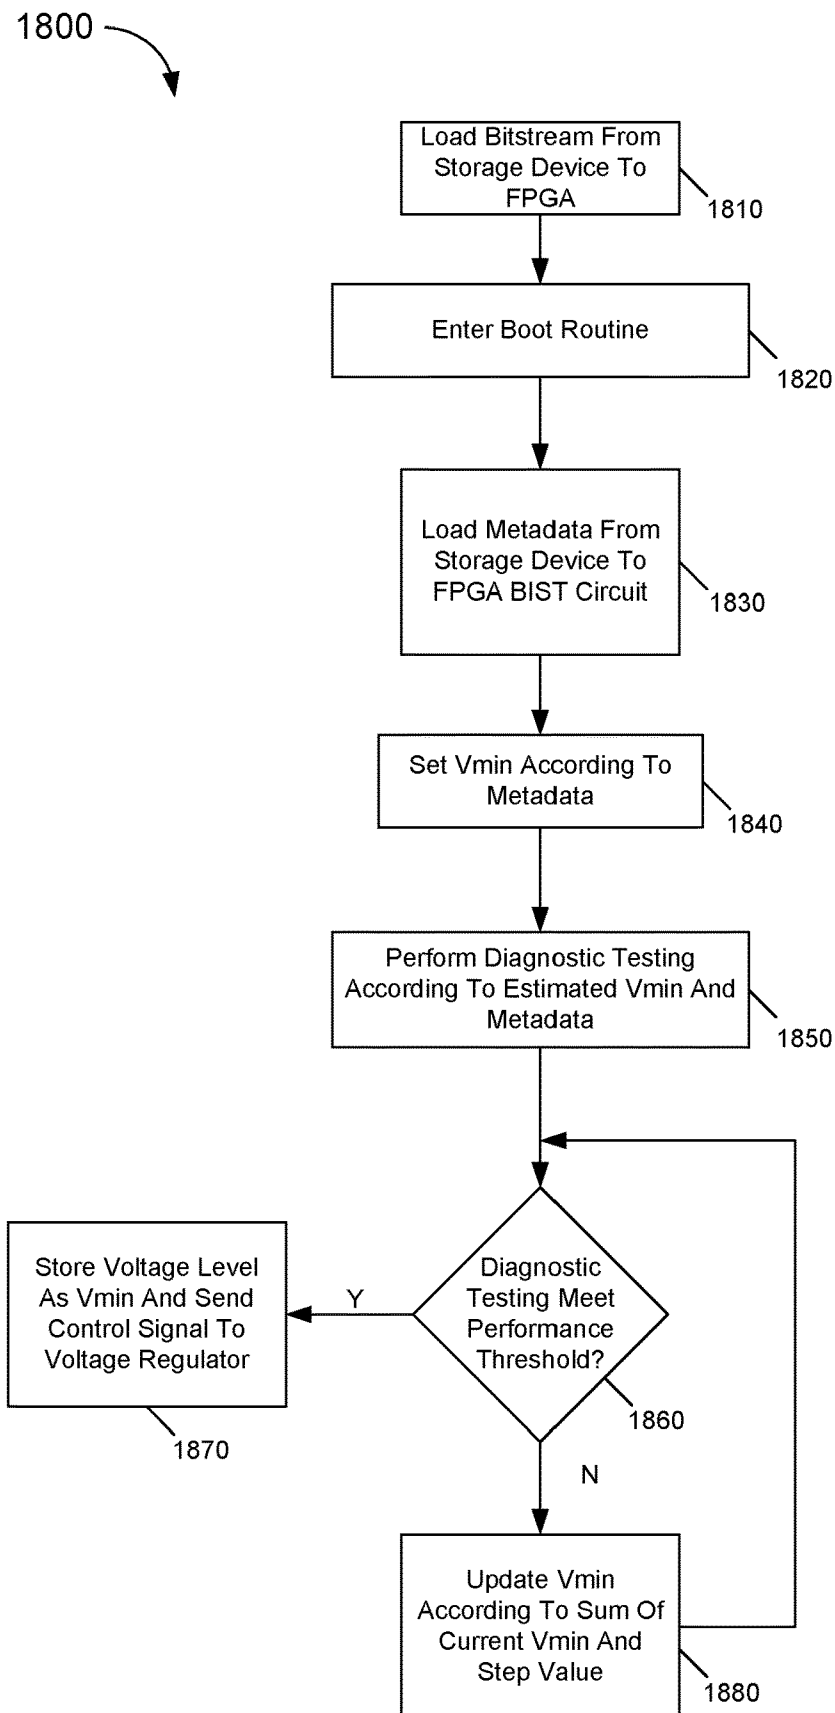 1800
Load Bitstream From
Storage Device To
FPGA
1810
Enter Boot Routine
1820
Load Metadata From
Storage Device To
FPGA BIST Circuit
1830
Set Vmin According To
Metadata
1840
Perform Diagnostic Testing
According To Estimated Vmin And
Metadata
1850
Diagnostic
Testing Meet
Performance
Threshold?
1860
Y
Store Voltage Level
As Vmin And Send
Control Signal To
Voltage Regulator
1870
N
Update Vmin
According To Sum Of
Current Vmin And
Step Value
1880